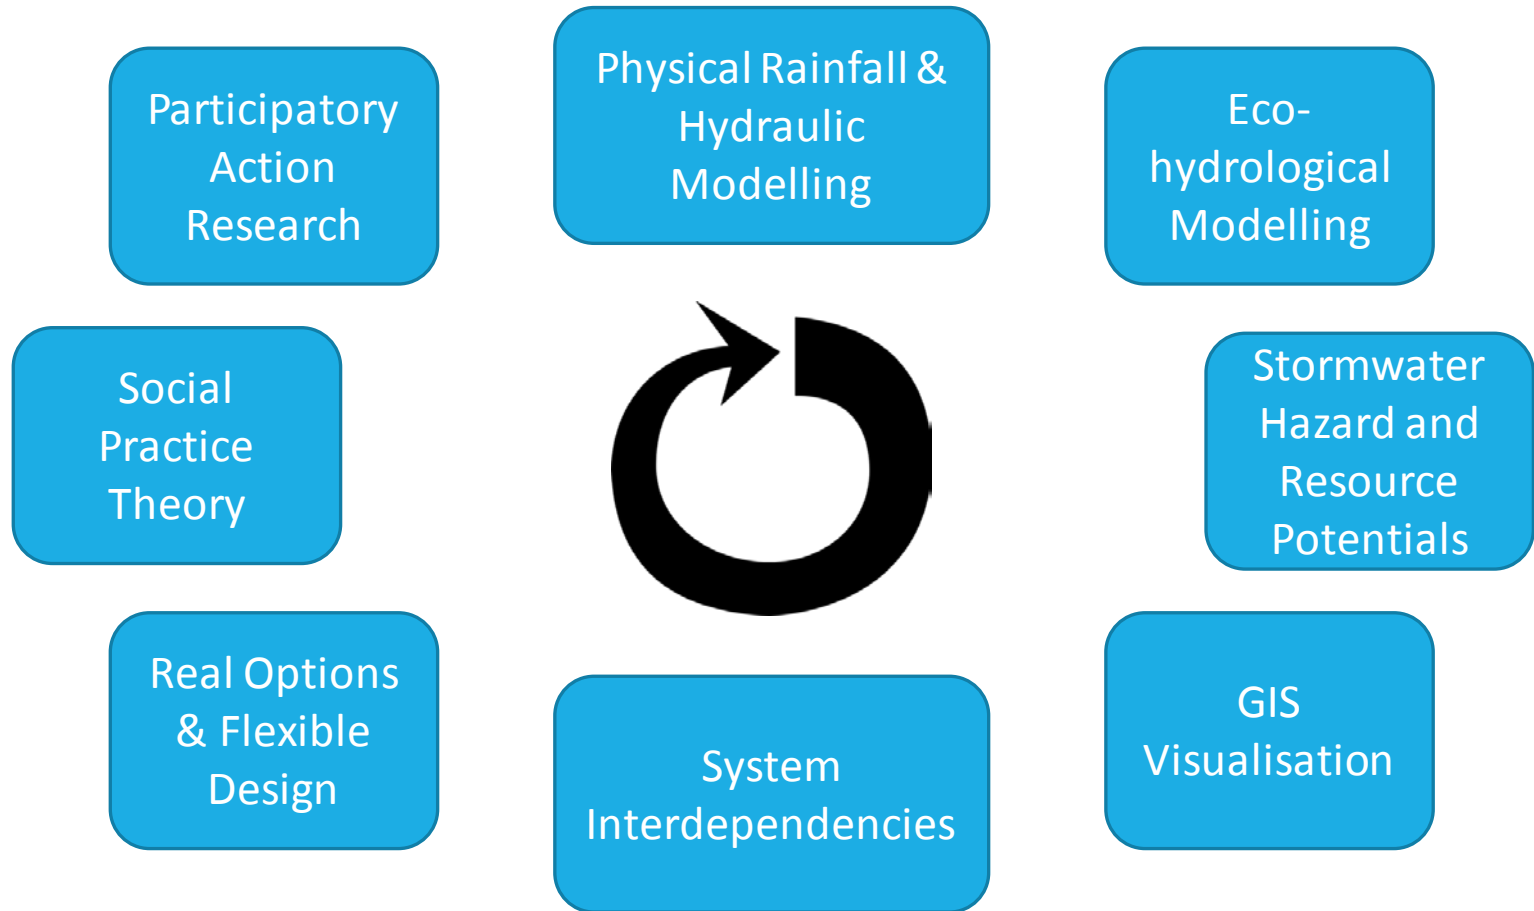 Physical Rainfall &
Hydraulic
Modelling
Eco-
hydrological
Modelling
Stormwater
Hazard and
Resource
Potentials
GIS
Visualisation
System
Interdependencies
Real Options
& Flexible
Design
Social
Practice
Theory
Participatory
Action
Research